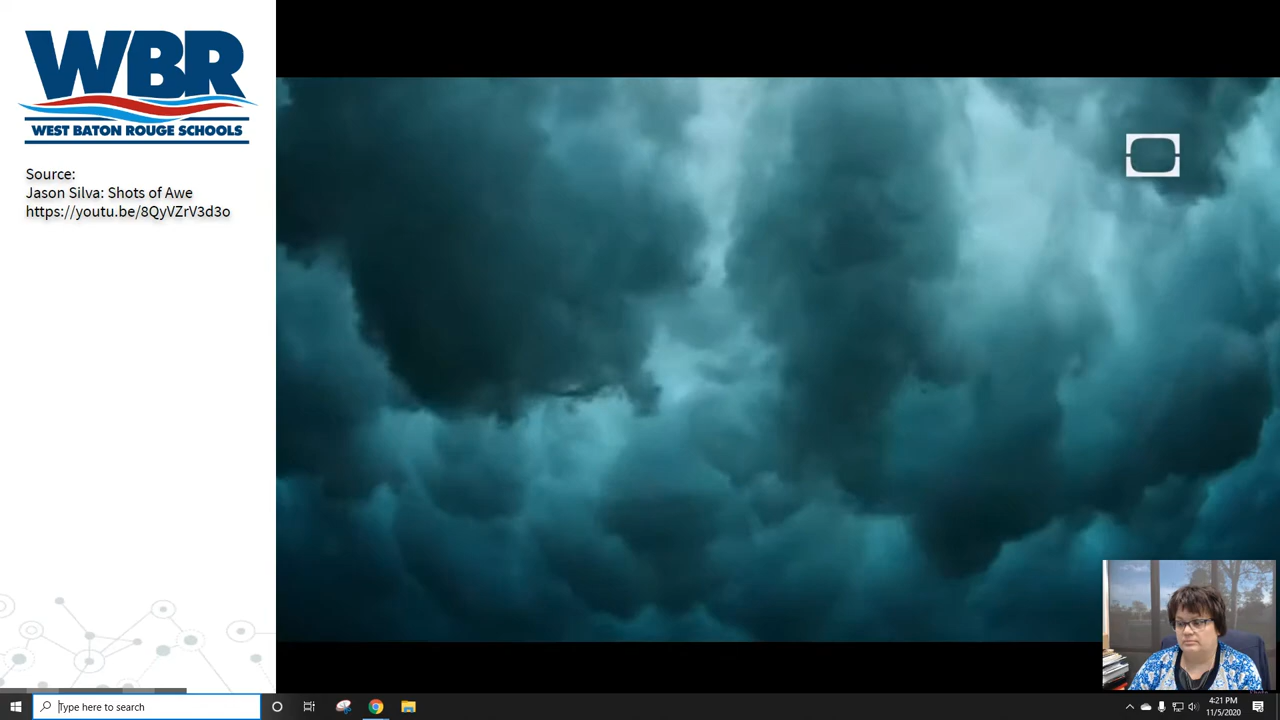 WBR
WEST BATON ROUGE SCHOOLS
Source:
Jason Silva: Shots of Awe
https://youtu.be/8QyVZrV3d3o
Type here to search
4:21 PM
11/5/2020